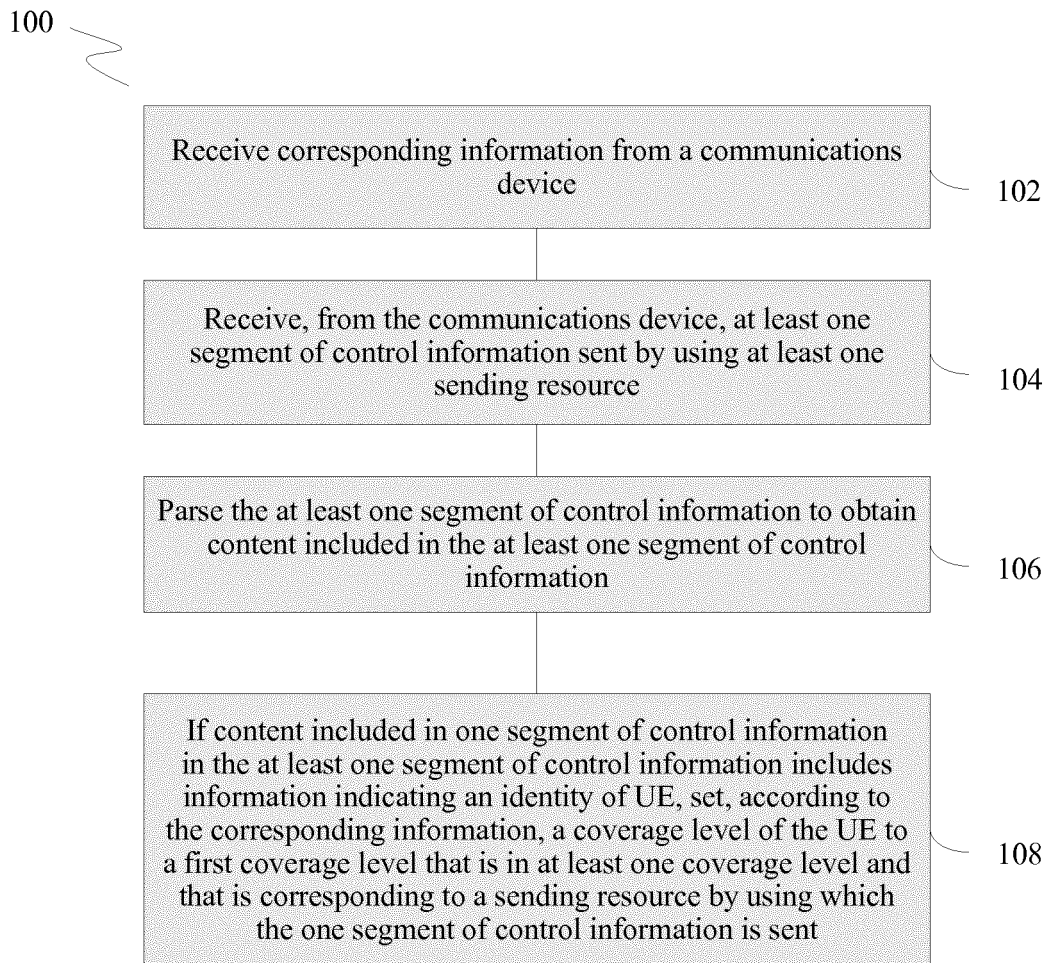 100
Receive corresponding information from a communications
device
102
Receive, from the communications device, at least one
segment of control information sent by using at least one
sending resource
104
Parse the at least one segment of control information to obtain
content included in the at least one segment of control
information
106
If content included in one segment of control information
in the at least one segment of control information includes
information indicating an identity of UE, set, according to
the corresponding information, a coverage level of the UE to
a first coverage level that is in at least one coverage level and
that is corresponding to a sending resource by using which
the one segment of control information is sent
108